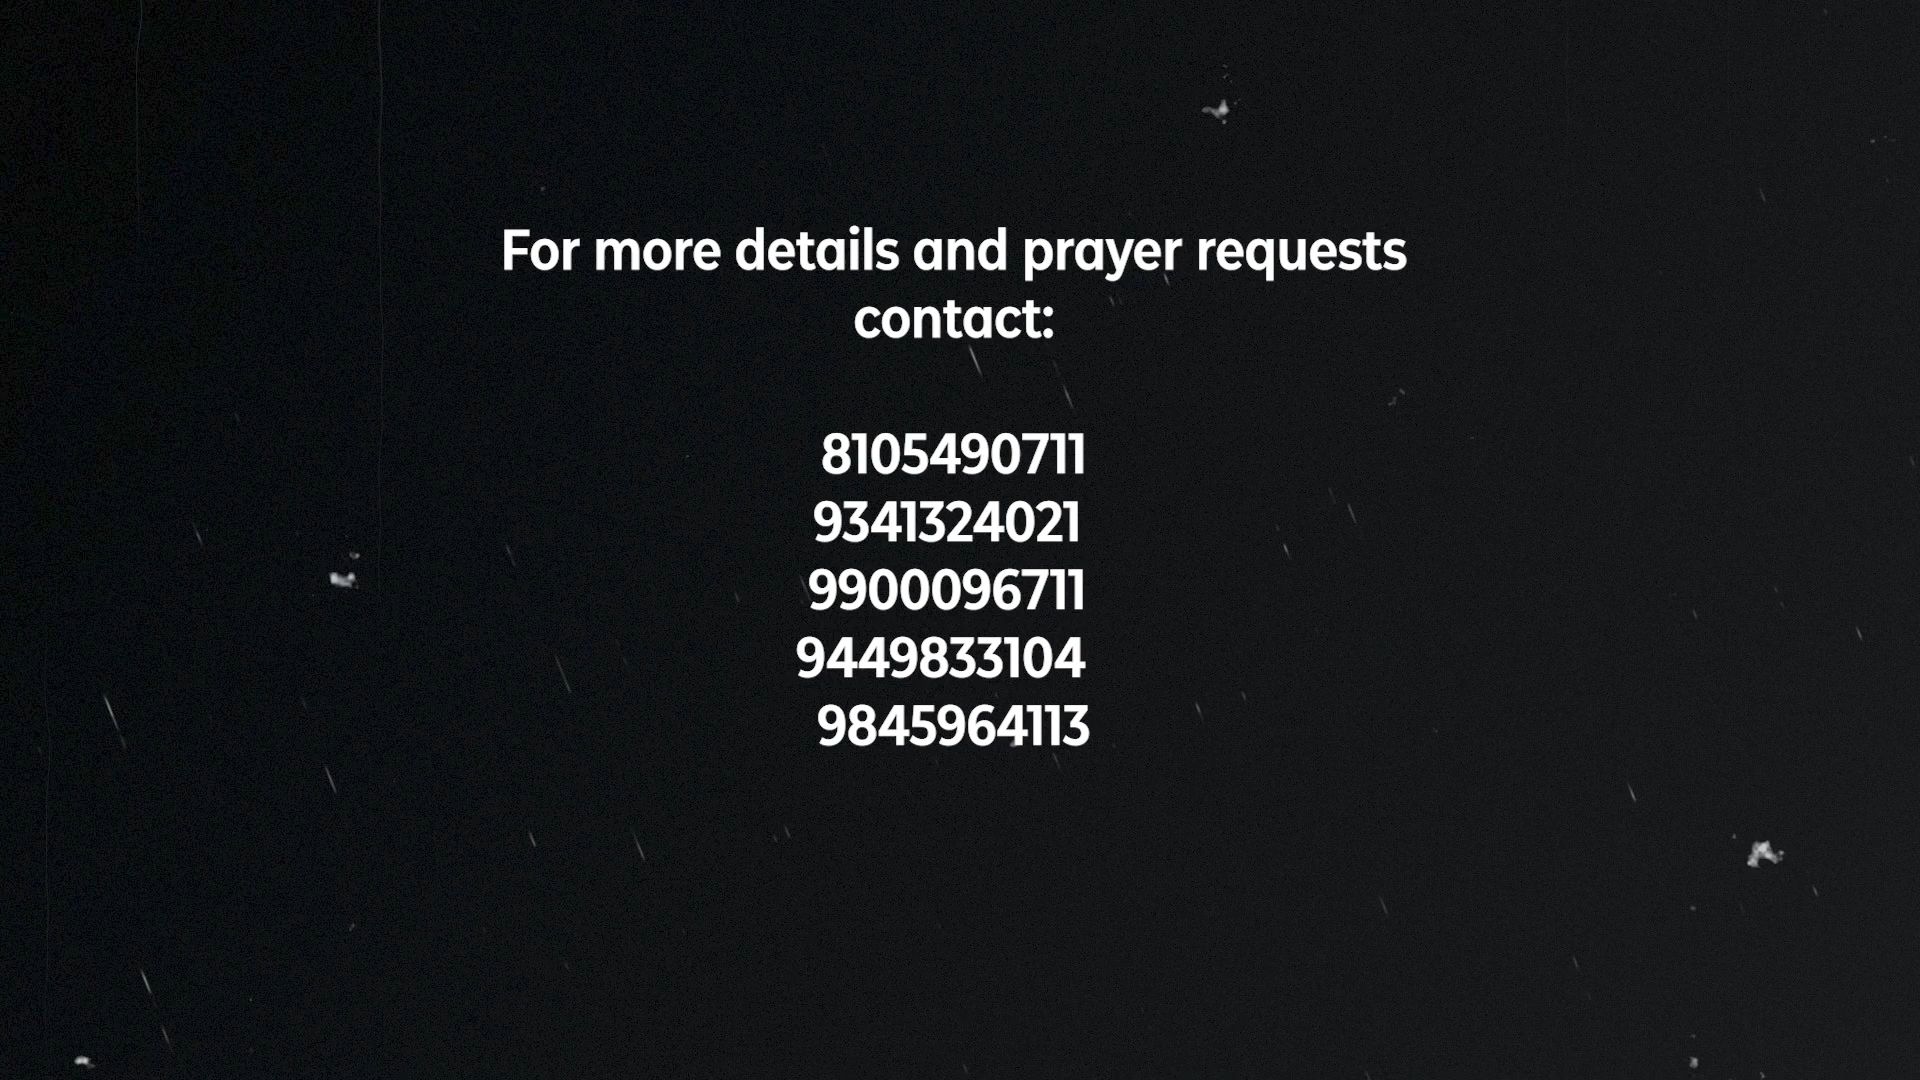 For more details and prayer requests
contact:
8105490711
9341324021
9900096711
9449833104
9845964113